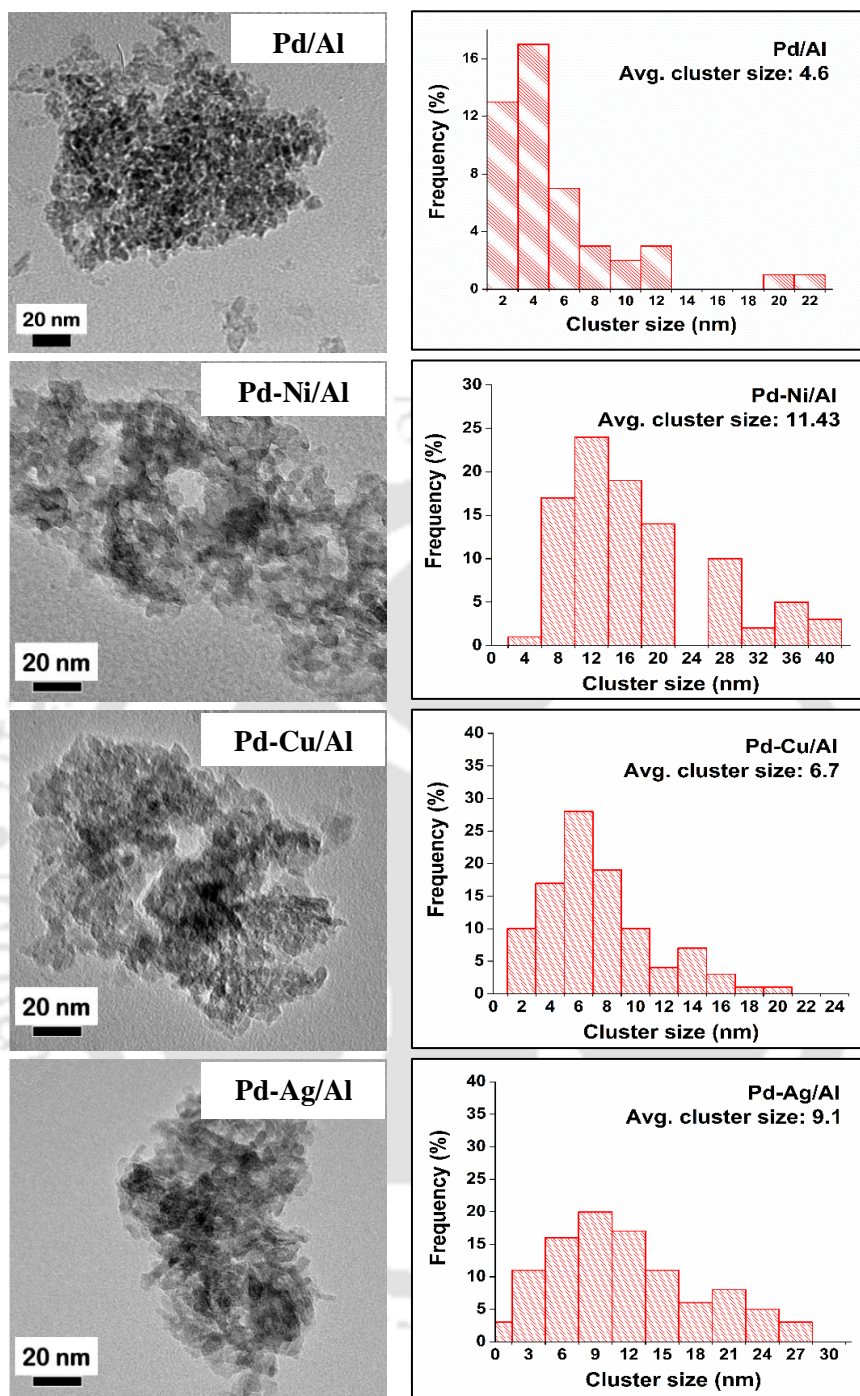 Pd/Al
20 nm
Pd/Al
Avg. cluster size: 4.6
Frequency (%)
16
12
8
4
0
2 4 6 8 10 12 14 16 18 20 22
Cluster size (nm)
Pd-Ni/Al
20 nm
Pd-Ni/Al
Avg. cluster size: 11.43
Frequency (%)
30
25
20
15
10
5
0
0 4 8 12 16 20 24 28 32 36 40
Cluster size (nm)
Pd-Cu/Al
20 nm
Pd-Cu/Al
Avg. cluster size: 6.7
Frequency (%)
40
35
30
25
20
15
10
5
0
0 2 4 6 8 10 12 14 16 18 20 22 24
Cluster size (nm)
Pd-Ag/Al
20 nm
Pd-Ag/Al
Avg. cluster size: 9.1
Frequency (%)
40
35
30
25
20
15
10
5
0
0 3 6 9 12 15 18 21 24 27 30
Cluster size (nm)